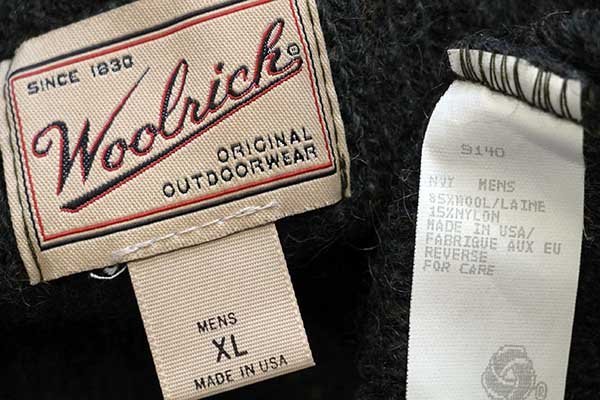 SINCE 1830
Woolrich®
ORIGINAL
OUTDOORWEAR
MENS
XL
MADE IN USA
9140
NVY MENS
85%WOOL/LAINE
15%NYLON
MADE IN USA/
FABRIQUE AUX EU
REVERSE
FOR CARE